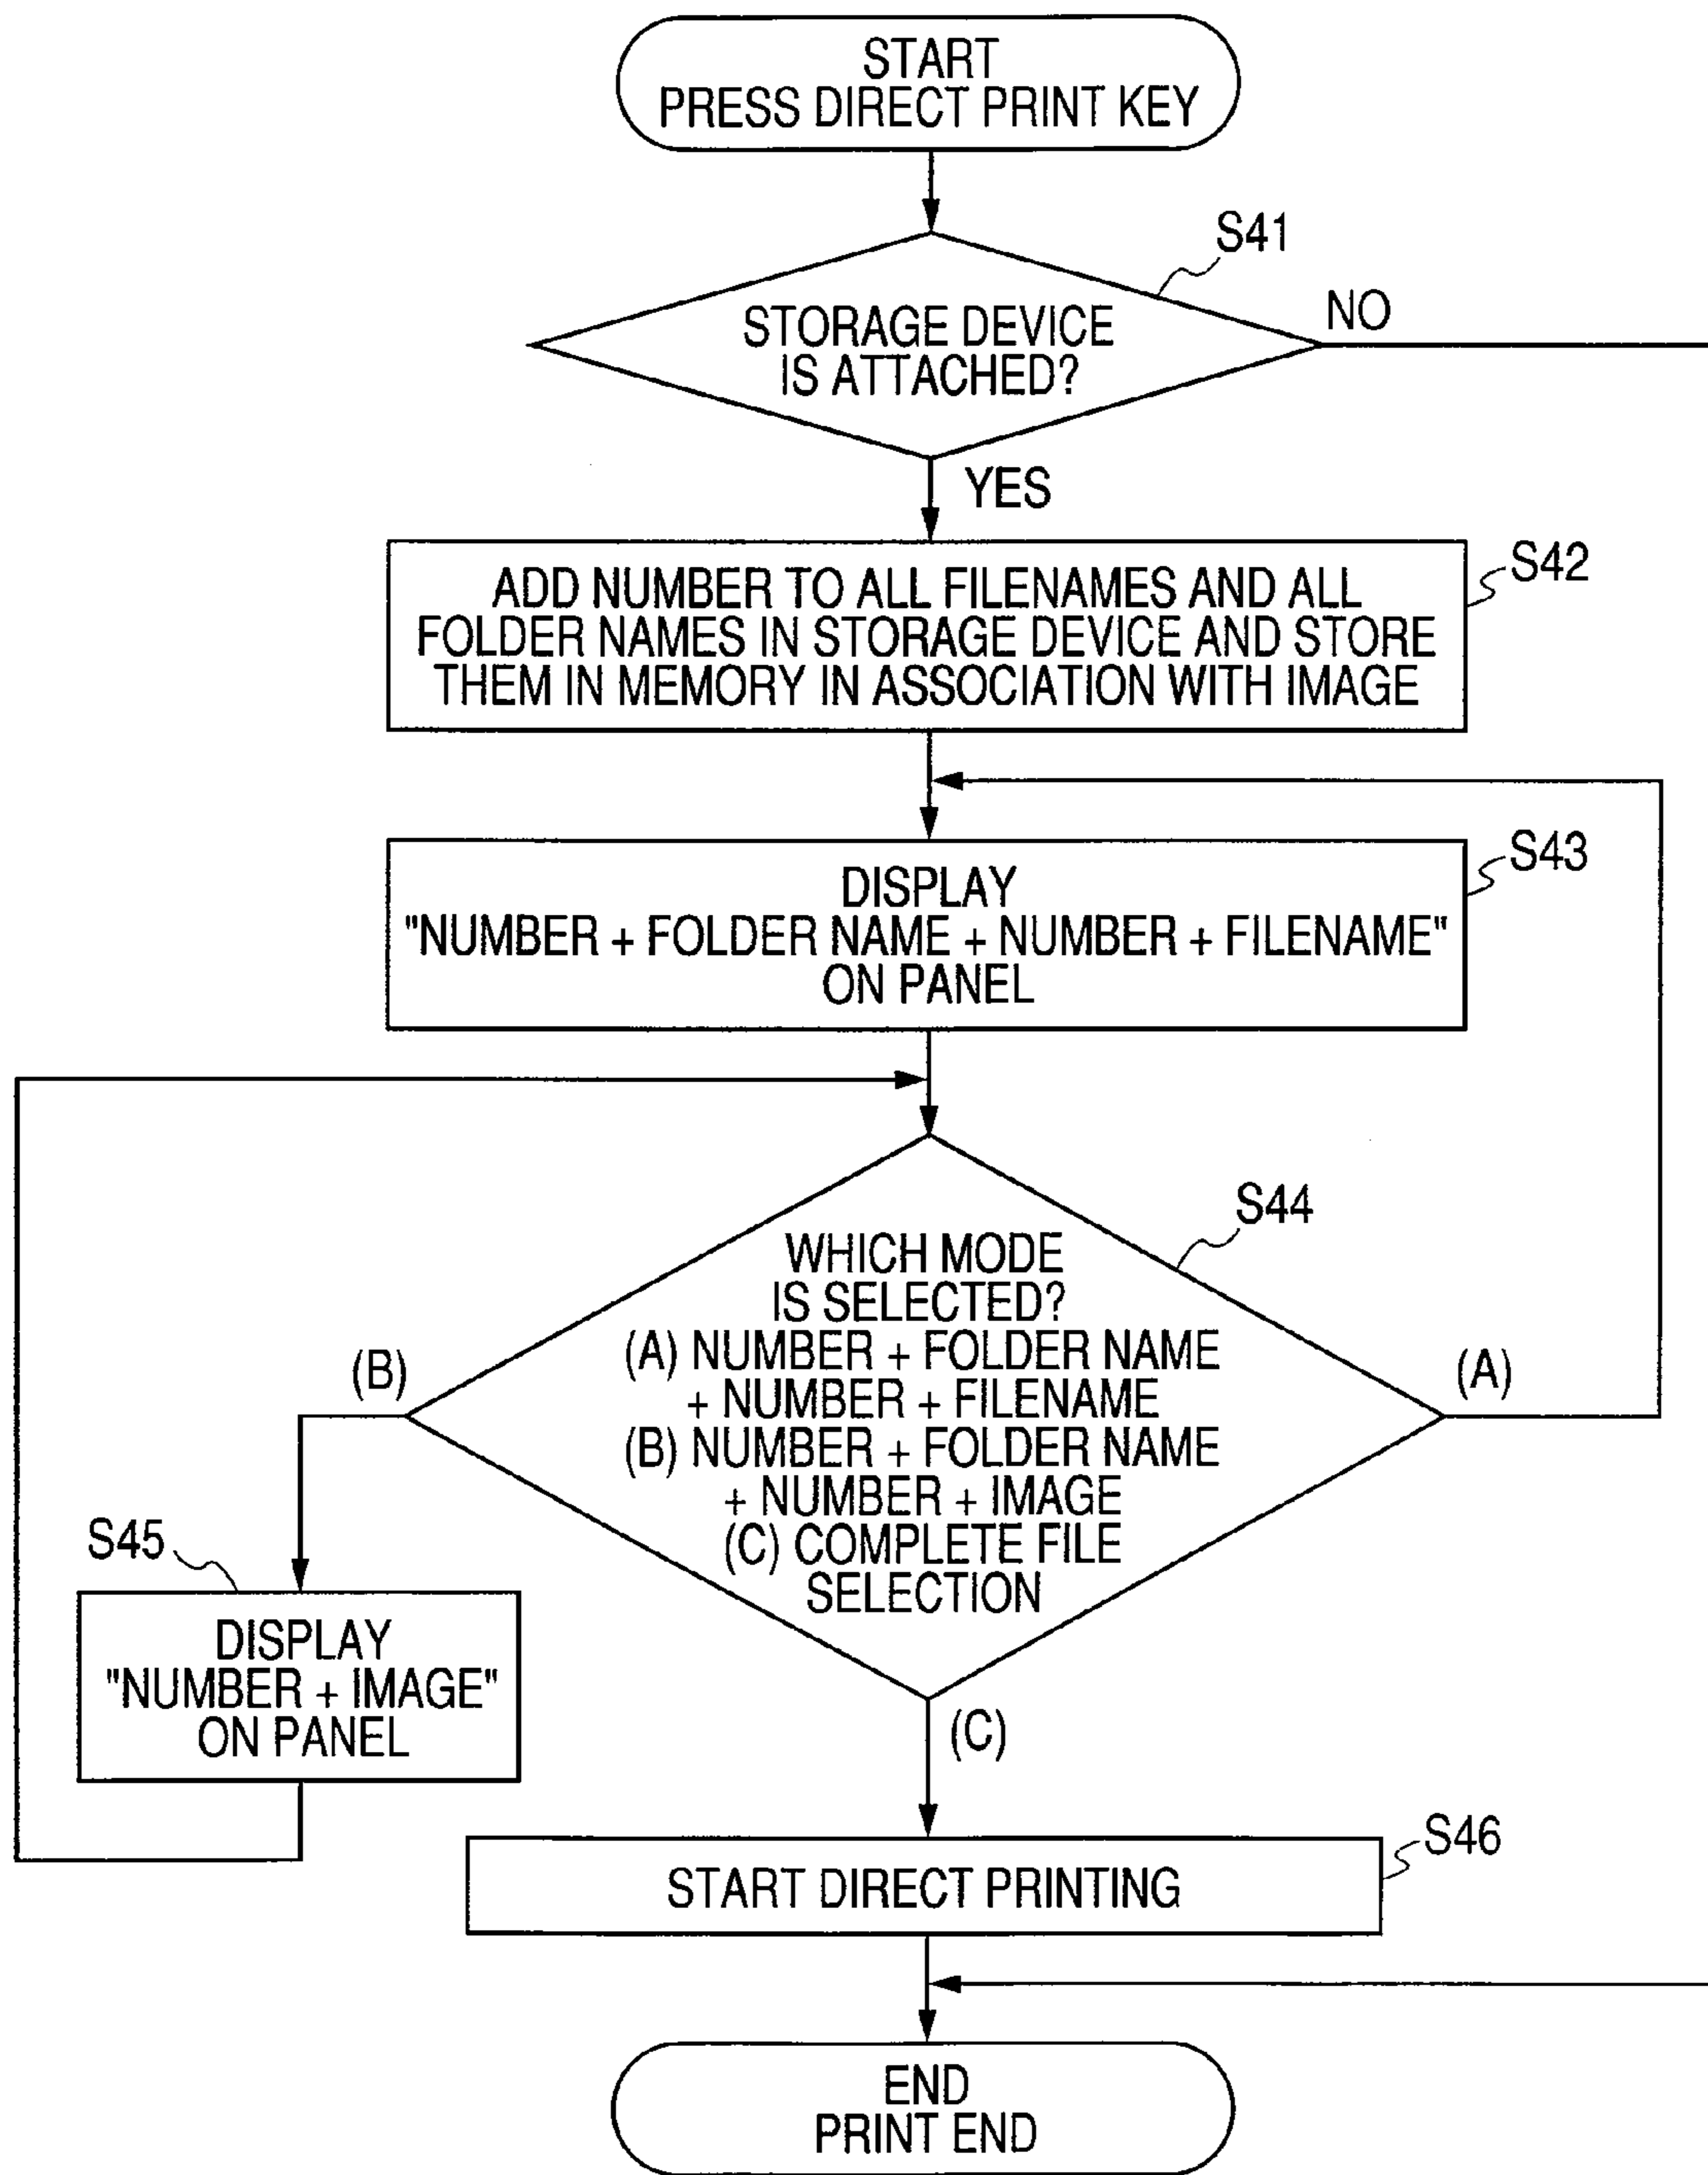 START
PRESS DIRECT PRINT KEY
S41
STORAGE DEVICE
IS ATTACHED?
NO
YES
S42
ADD NUMBER TO ALL FILENAMES AND ALL
FOLDER NAMES IN STORAGE DEVICE AND STORE
THEM IN MEMORY IN ASSOCIATION WITH IMAGE
S43
DISPLAY
"NUMBER + FOLDER NAME + NUMBER + FILENAME"
ON PANEL
S44
WHICH MODE
IS SELECTED?
(A) NUMBER + FOLDER NAME
+ NUMBER + FILENAME
(B) NUMBER + FOLDER NAME
+ NUMBER + IMAGE
(C) COMPLETE FILE
SELECTION
(B)
(A)
S45
DISPLAY
"NUMBER + IMAGE"
ON PANEL
(C)
S46
START DIRECT PRINTING
END
PRINT END